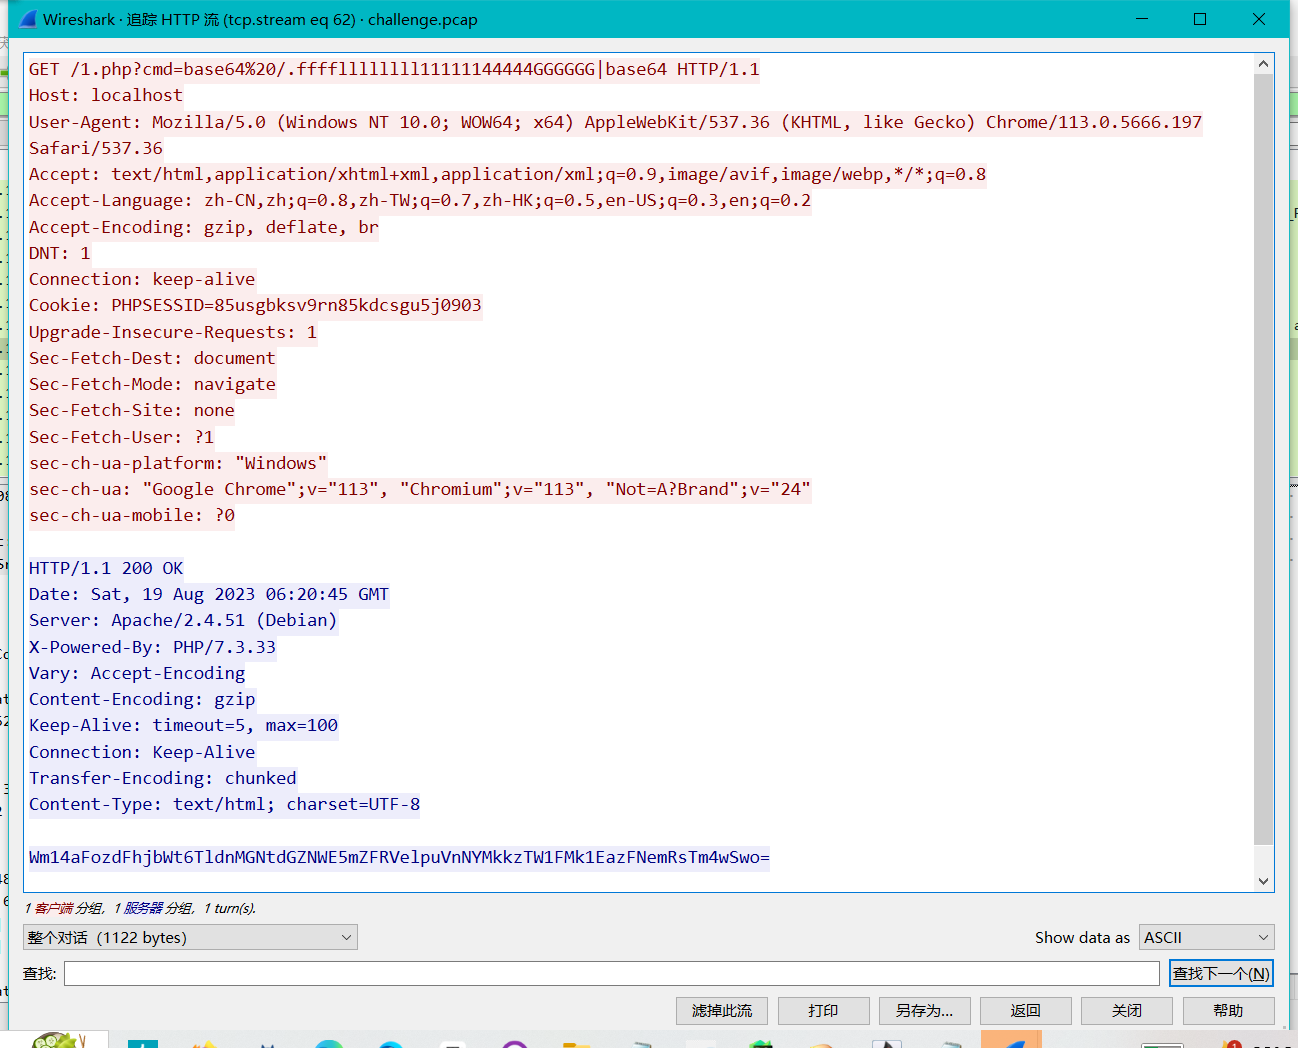 Wireshark · 追踪 HTTP 流 (tcp.stream eq 62) · challenge.pcap
GET /1.php?cmd=base64%20/.ffffllllllll11111144444GGGGGG|base64 HTTP/1.1
Host: localhost
User-Agent: Mozilla/5.0 (Windows NT 10.0; WOW64; x64) AppleWebKit/537.36 (KHTML, like Gecko) Chrome/113.0.5666.197
Safari/537.36
Accept: text/html,application/xhtml+xml,application/xml;q=0.9,image/avif,image/webp,*/*;q=0.8
Accept-Language: zh-CN,zh;q=0.8,zh-TW;q=0.7,zh-HK;q=0.5,en-US;q=0.3,en;q=0.2
Accept-Encoding: gzip, deflate, br
DNT: 1
Connection: keep-alive
Cookie: PHPSESSID=85usgbksv9rn85kdcsgu5j0903
Upgrade-Insecure-Requests: 1
Sec-Fetch-Dest: document
Sec-Fetch-Mode: navigate
Sec-Fetch-Site: none
Sec-Fetch-User: ?1
sec-ch-ua-platform: "Windows"
sec-ch-ua: "Google Chrome";v="113", "Chromium";v="113", "Not=A?Brand";v="24"
sec-ch-ua-mobile: ?0
HTTP/1.1 200 OK
Date: Sat, 19 Aug 2023 06:20:45 GMT
Server: Apache/2.4.51 (Debian)
X-Powered-By: PHP/7.3.33
Vary: Accept-Encoding
Content-Encoding: gzip
Keep-Alive: timeout=5, max=100
Connection: Keep-Alive
Transfer-Encoding: chunked
Content-Type: text/html; charset=UTF-8
Wm14aFozdFhjbWt6TldnMGNtdGZNWE5mZFRVelpuVnNYMkkzTW1FMk1EazFNemRsTm4wSwo=
1 客户端 分组, 1 服务器 分组, 1 turn(s).
整个对话 (1122 bytes)
Show data as ASCII
查找:
查找下一个(N)
滤掉此流 打印 另存为… 返回 关闭 帮助